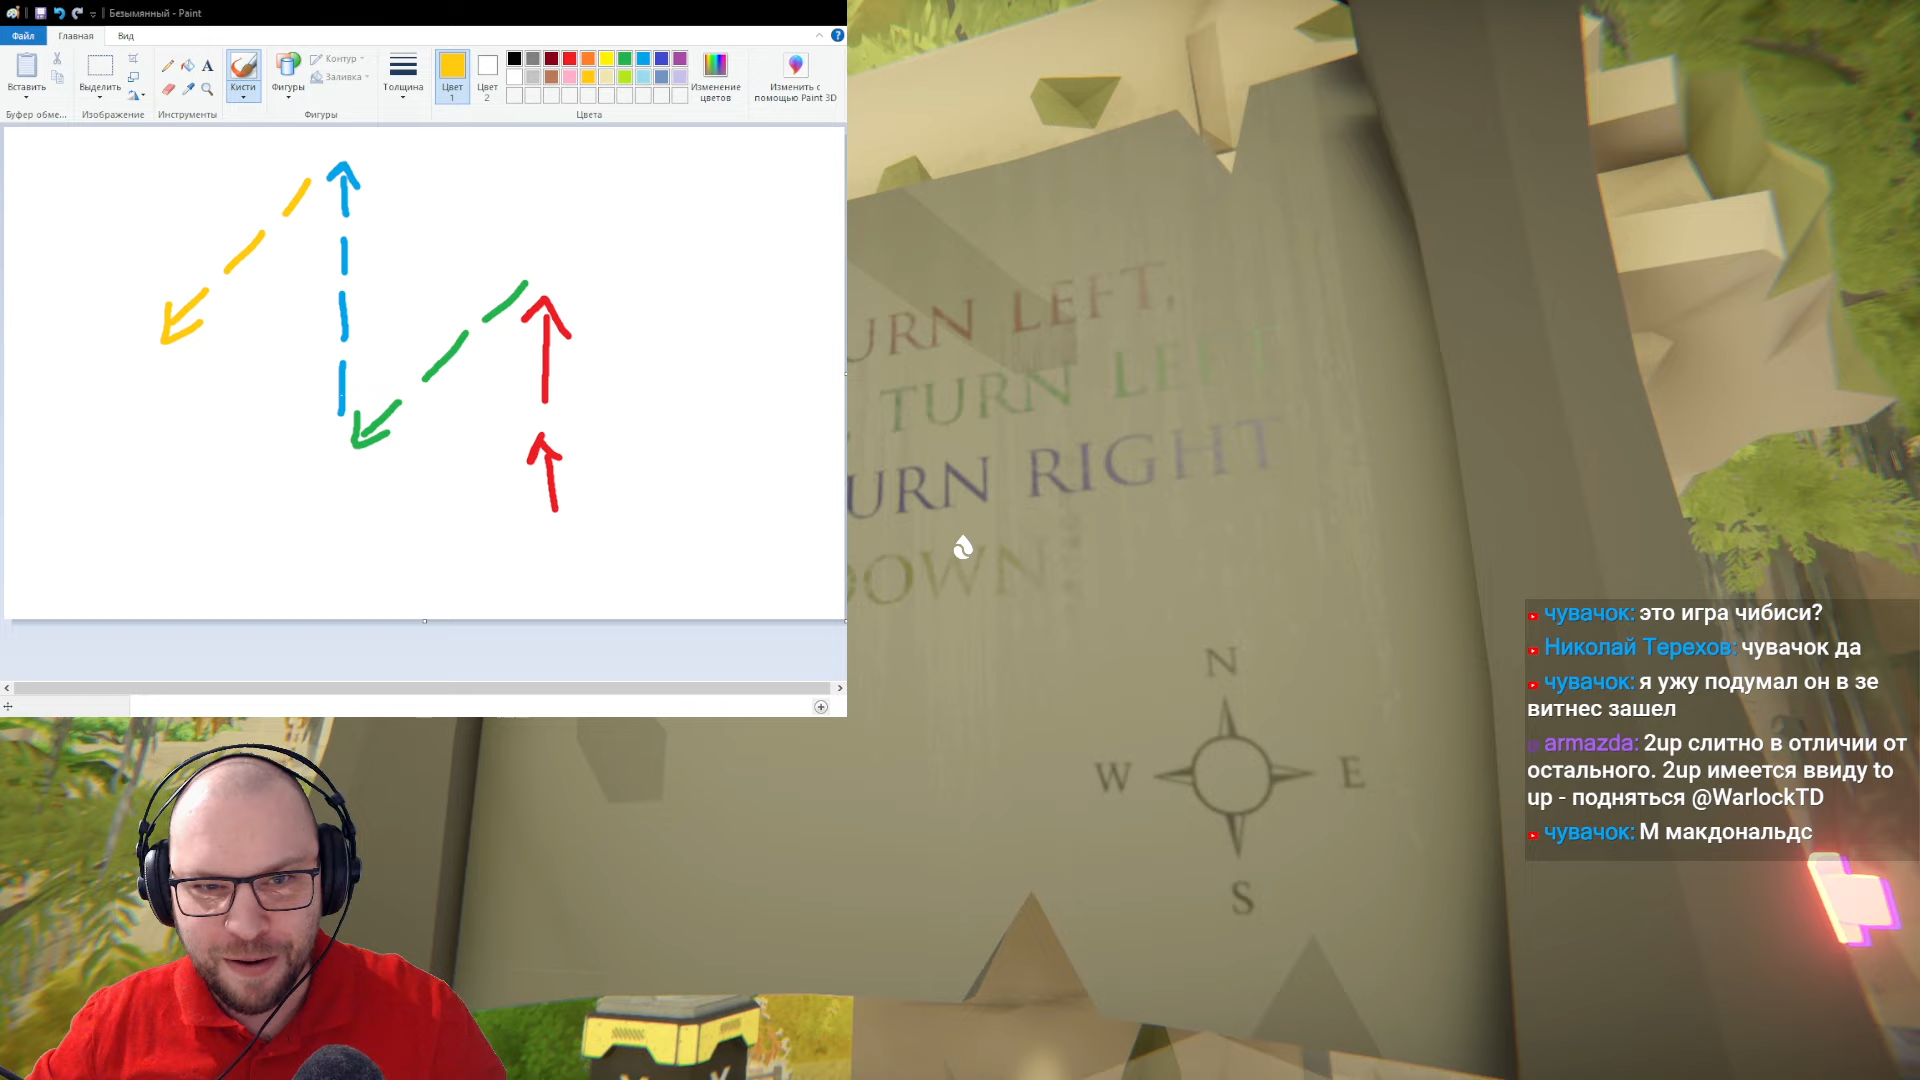 Безымянный - Paint
Файл
Главная
Вид
Вставить
Выделить
A
Кисти
Фигуры
Контур
Заливка
Толщина
Цвет
1
Цвет
2
Изменение
цветов
Изменить с
помощью Paint 3D
Буфер обме...
Изображение
Инструменты
Фигуры
Цвета
URN LEFT,
TURN LEFT
URN RIGHT
DOWN
N
W
E
S
чувачок: это игра чибиси?
Николай Терехов: чувачок да
чувачок: я ужу подумал он в зе
витнес зашел
armazda: 2up слитно в отличии от
остального. 2up имеется ввиду to
up - подняться @WarlockTD
чувачок: М макдональдс